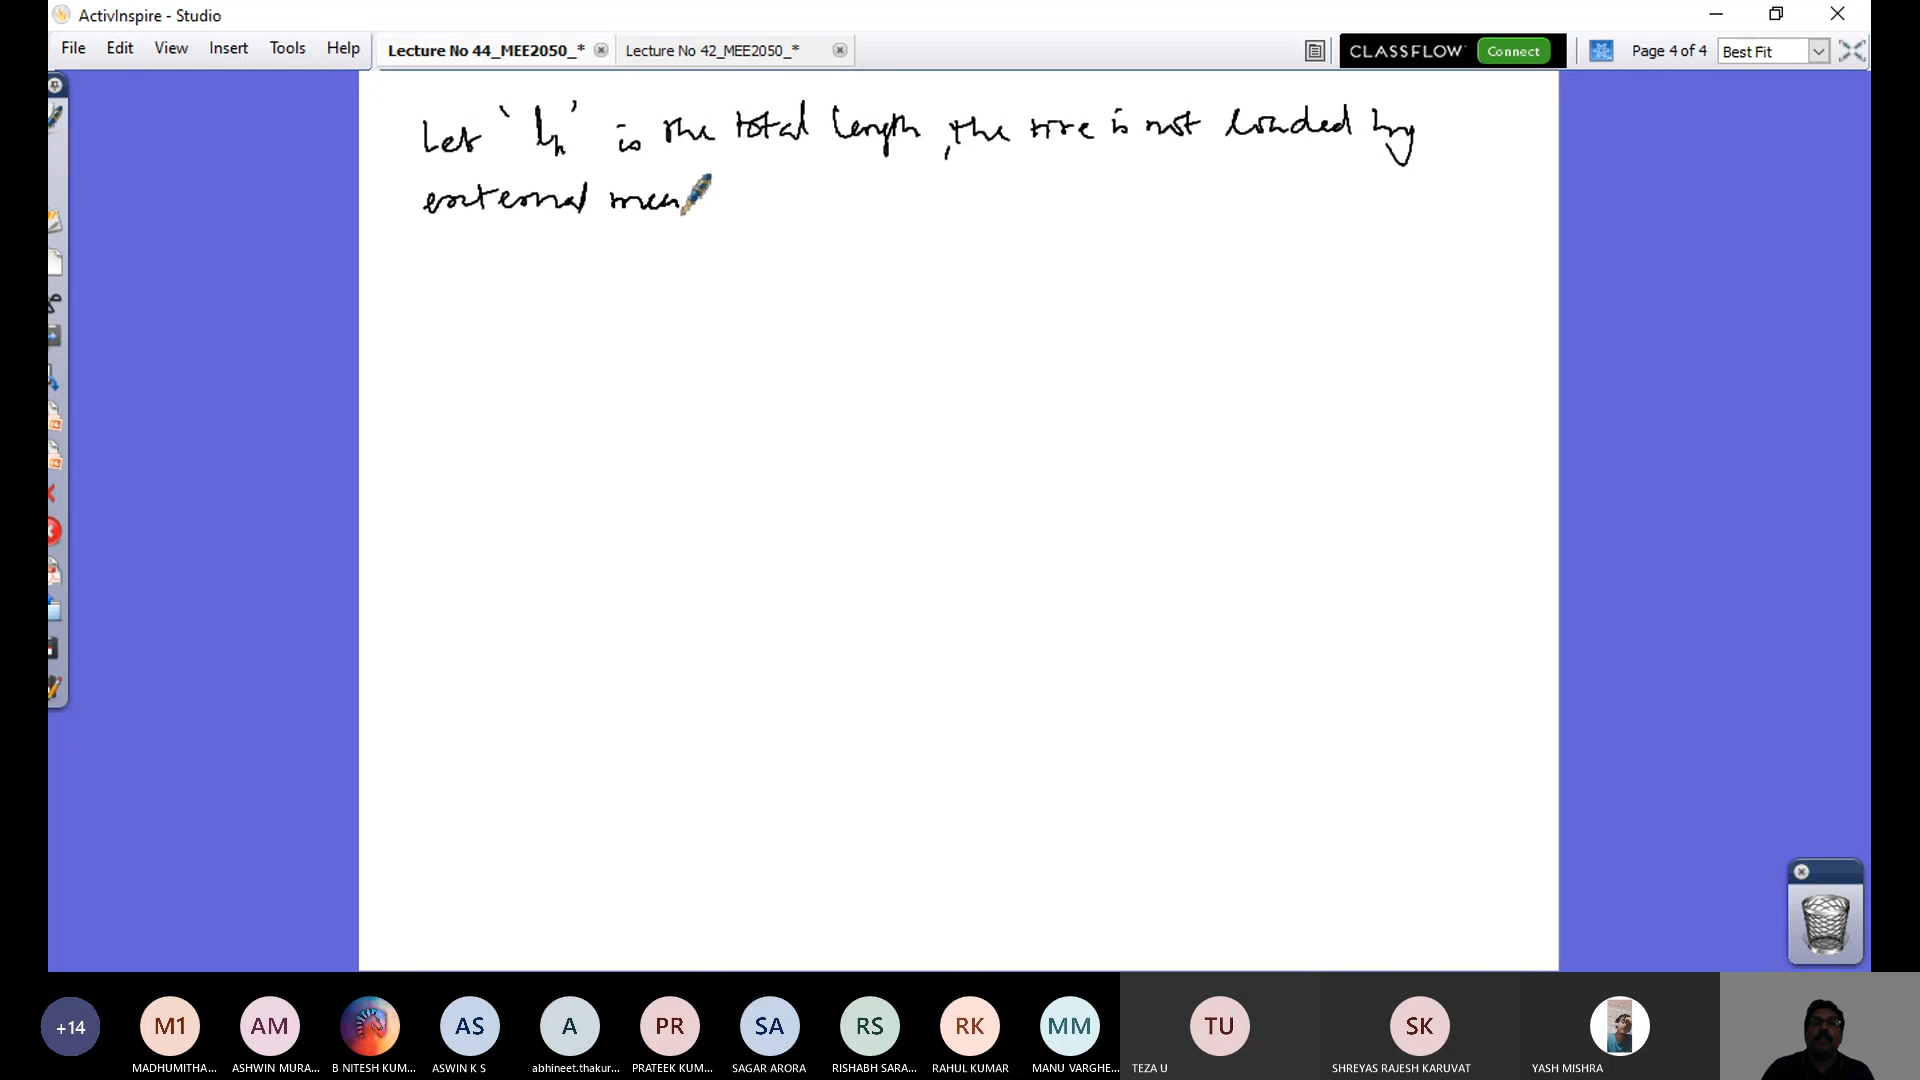 ActivInspire - Studio
File Edit View Insert Tools Help
Lecture No 44_MEE2050_* Lecture No 42_MEE2050_*
CLASSFLOW Connect
Page 4 of 4 Best Fit
Let ' lh ' is the total length, the tire is not loaded by
external mea
+14 M1 AM AS A PR SA RS RK MM TU SK
MADHUMITHA... ASHWIN MURA... B NITESH KUM... ASWIN K S abhineet.thakur... PRATEEK KUM... SAGAR ARORA RISHABH SARA... RAHUL KUMAR MANU VARGHE... TEZA U SHREYAS RAJESH KARUVAT YASH MISHRA